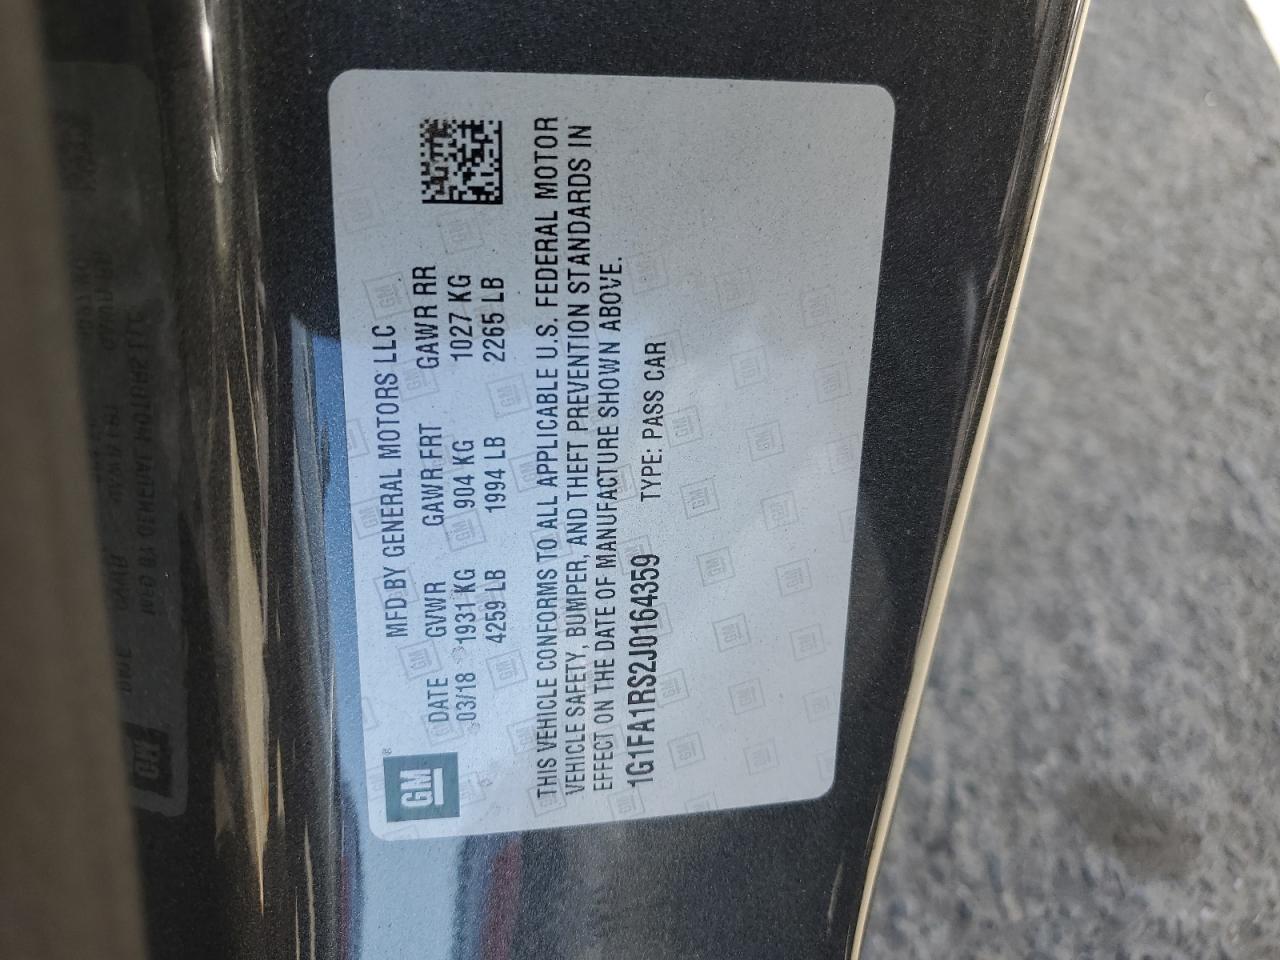 GM®
MFD BY GENERAL MOTORS LLC
DATE GVWR GAWR FRT GAWR RR
03/18 1931 KG 904 KG 1027 KG
4259 LB 1994 LB 2265 LB
THIS VEHICLE CONFORMS TO ALL APPLICABLE U.S. FEDERAL MOTOR
VEHICLE SAFETY, BUMPER, AND THEFT PREVENTION STANDARDS IN
EFFECT ON THE DATE OF MANUFACTURE SHOWN ABOVE.
1G1FA1RS2J0164359 TYPE: PASS CAR